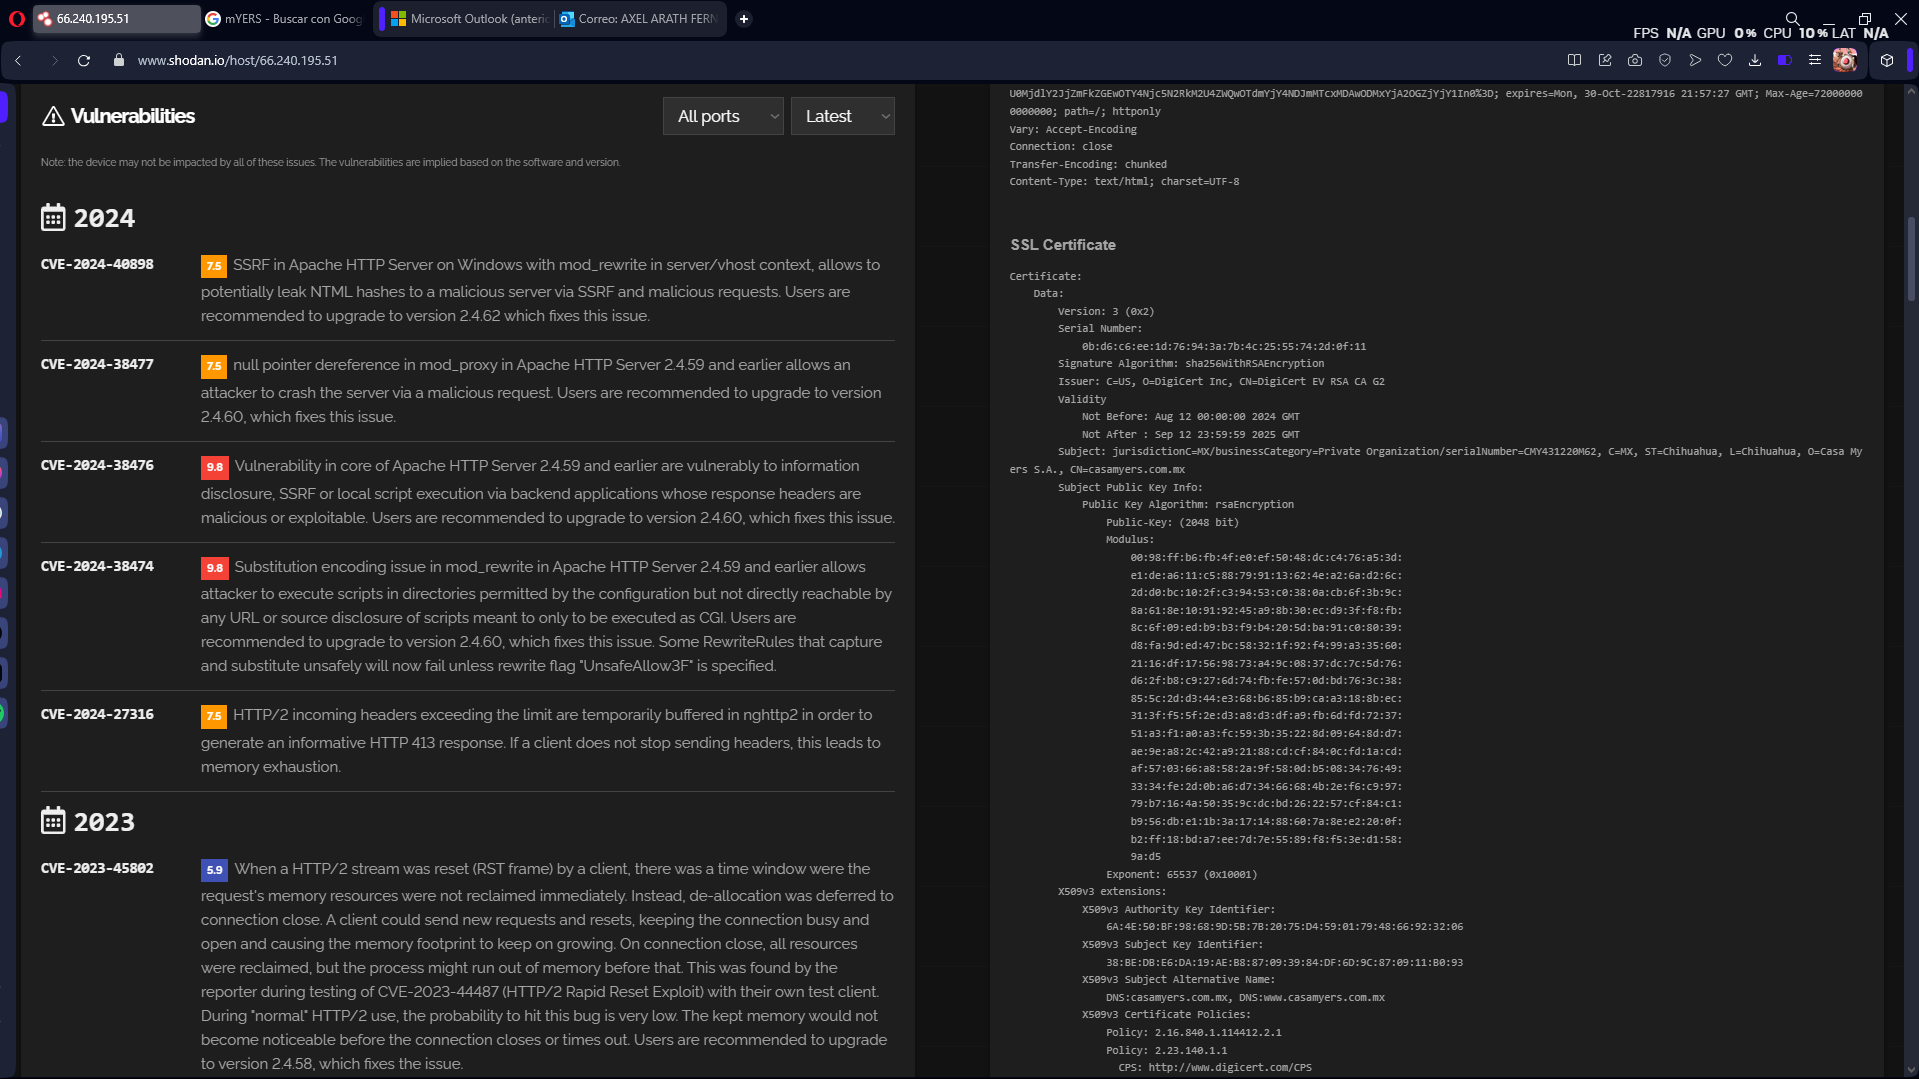 66.240.195.51
mYERS - Buscar con Goog
Microsoft Outlook (anteric
Correo: AXEL ARATH FERN
FPS N/A GPU 0% CPU 10% LAT N/A
www.shodan.io/host/66.240.195.51
Vulnerabilities
All ports
Latest
Note: the device may not be impacted by all of these issues. The vulnerabilities are implied based on the software and version.
2024
CVE-2024-40898
7.5 SSRF in Apache HTTP Server on Windows with mod_rewrite in server/vhost context, allows to
potentially leak NTML hashes to a malicious server via SSRF and malicious requests. Users are
recommended to upgrade to version 2.4.62 which fixes this issue.
CVE-2024-38477
7.5 null pointer dereference in mod_proxy in Apache HTTP Server 2.4.59 and earlier allows an
attacker to crash the server via a malicious request. Users are recommended to upgrade to version
2.4.60, which fixes this issue.
CVE-2024-38476
9.8 Vulnerability in core of Apache HTTP Server 2.4.59 and earlier are vulnerably to information
disclosure, SSRF or local script execution via backend applications whose response headers are
malicious or exploitable. Users are recommended to upgrade to version 2.4.60, which fixes this issue.
CVE-2024-38474
9.8 Substitution encoding issue in mod_rewrite in Apache HTTP Server 2.4.59 and earlier allows
attacker to execute scripts in directories permitted by the configuration but not directly reachable by
any URL or source disclosure of scripts meant to only to be executed as CGI. Users are
recommended to upgrade to version 2.4.60, which fixes this issue. Some RewriteRules that capture
and substitute unsafely will now fail unless rewrite flag "UnsafeAllow3F" is specified.
CVE-2024-27316
7.5 HTTP/2 incoming headers exceeding the limit are temporarily buffered in nghttp2 in order to
generate an informative HTTP 413 response. If a client does not stop sending headers, this leads to
memory exhaustion.
2023
CVE-2023-45802
5.9 When a HTTP/2 stream was reset (RST frame) by a client, there was a time window were the
request's memory resources were not reclaimed immediately. Instead, de-allocation was deferred to
connection close. A client could send new requests and resets, keeping the connection busy and
open and causing the memory footprint to keep on growing. On connection close, all resources
were reclaimed, but the process might run out of memory before that. This was found by the
reporter during testing of CVE-2023-44487 (HTTP/2 Rapid Reset Exploit) with their own test client.
During "normal" HTTP/2 use, the probability to hit this bug is very low. The kept memory would not
become noticeable before the connection closes or times out. Users are recommended to upgrade
to version 2.4.58, which fixes the issue.
expires=Mon, 30-Oct-22817916 21:57:27 GMT; Max-Age=72000000
0000000; path=/; httponly
Vary: Accept-Encoding
Connection: close
Transfer-Encoding: chunked
Content-Type: text/html; charset=UTF-8
SSL Certificate
Certificate:
Data:
Version: 3 (0x2)
Serial Number:
0b:d6:c6:ee:1d:76:94:3a:7b:4c:25:55:74:2d:0f:11
Signature Algorithm: sha256WithRSAEncryption
Issuer: C=US, O=DigiCert Inc, CN=DigiCert EV RSA CA G2
Validity
Not Before: Aug 12 00:00:00 2024 GMT
Not After : Sep 12 23:59:59 2025 GMT
Subject: jurisdictionC=MX/businessCategory=Private Organization/serialNumber=CMY431220M62, C=MX, ST=Chihuahua, L=Chihuahua, O=Casa My
ers S.A., CN=casamyers.com.mx
Subject Public Key Info:
Public Key Algorithm: rsaEncryption
Public-Key: (2048 bit)
Modulus:
00:98:ff:b6:fb:4f:e0:ef:50:48:dc:c4:76:a5:3d:
e1:de:a6:11:c5:88:79:91:13:62:4e:a2:6a:d2:6c:
2d:d0:bc:10:2f:c3:94:53:c0:38:0a:cb:6f:3b:9c:
8a:61:8e:10:91:92:45:a9:8b:30:ec:d9:3f:f8:fb:
8c:6f:09:ed:b9:b3:f9:b4:20:5d:ba:91:c0:80:39:
d8:fa:9d:ed:47:bc:58:32:1f:92:f4:99:a3:35:60:
21:16:df:17:56:98:73:a4:9c:08:37:dc:7c:5d:76:
d6:2f:b8:c9:27:6d:74:fb:fe:57:0d:bd:76:3c:38:
85:5c:2d:d3:44:e3:68:b6:85:b9:ca:a3:18:8b:ec:
31:3f:f5:5f:2e:d3:a8:d3:df:a9:fb:6d:fd:72:37:
51:a3:f1:a0:a3:fc:59:3b:35:22:8d:09:64:8d:d7:
ae:9e:a8:2c:42:a9:21:88:cd:cf:84:0c:fd:1a:cd:
af:57:03:66:a8:58:2a:9f:58:0d:b5:08:34:76:49:
33:34:fe:2d:0b:a6:d7:34:66:68:4b:2e:f6:c9:97:
79:b7:16:4a:50:35:9c:dc:bd:26:22:57:cf:84:c1:
b9:56:db:e1:1b:3a:17:14:88:60:7a:8e:e2:20:0f:
b2:ff:18:bd:a7:ee:7d:7e:55:89:f8:f5:3e:d1:58:
9a:d5
Exponent: 65537 (0x10001)
X509v3 extensions:
X509v3 Authority Key Identifier:
6A:4E:50:BF:98:68:9D:5B:7B:20:75:D4:59:01:79:48:66:92:32:06
X509v3 Subject Key Identifier:
38:BE:DB:E6:DA:19:AE:B8:87:09:39:84:DF:6D:9C:87:09:11:B0:93
X509v3 Subject Alternative Name:
DNS:casamyers.com.mx, DNS:www.casamyers.com.mx
X509v3 Certificate Policies:
Policy: 2.16.840.1.114412.2.1
Policy: 2.23.140.1.1
CPS: http://www.digicert.com/CPS